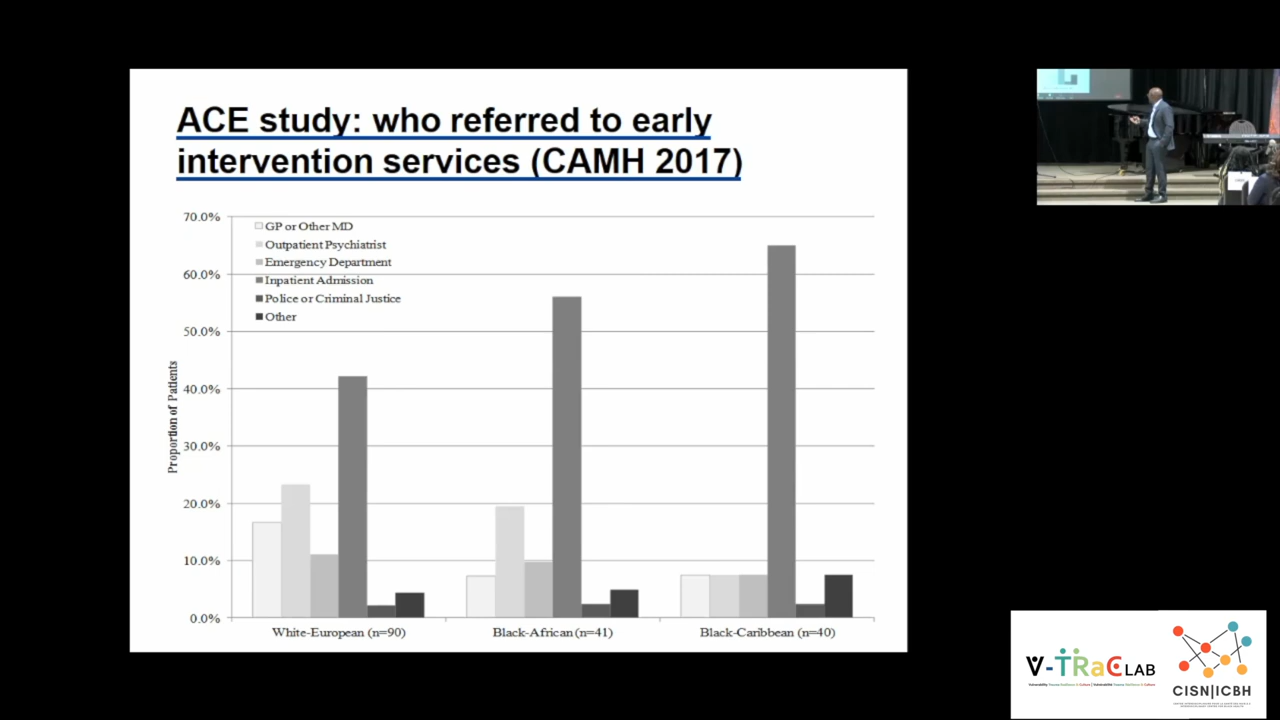 ACE study: who referred to early
intervention services (CAMH 2017)
70.0%
60.0%
50.0%
40.0%
30.0%
20.0%
10.0%
0.0%
Proportion of Patients
GP or Other MD
Outpatient Psychiatrist
Emergency Department
Inpatient Admission
Police or Criminal Justice
Other
White-European (n=90)
Black-African (n=41)
Black-Caribbean (n=40)
V-TRaC LAB
CISN|ICBH